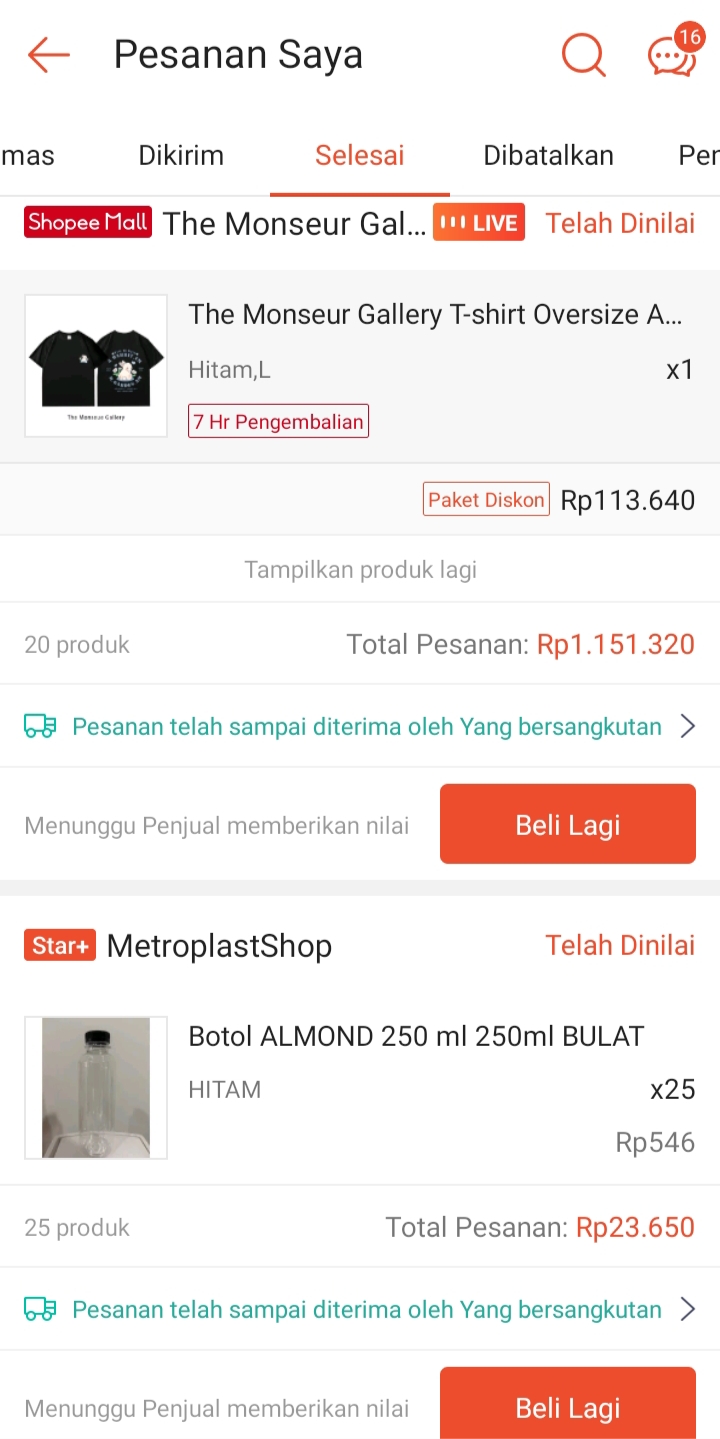 Pesanan Saya
16
mas
Dikirim
Selesai
Dibatalkan
Pen
Shopee Mall The Monseur Gal... LIVE Telah Dinilai
The Monseur Gallery T-shirt Oversize A...
Hitam,L
x1
7 Hr Pengembalian
The Monseur Gallery
Paket Diskon Rp113.640
Tampilkan produk lagi
20 produk
Total Pesanan: Rp1.151.320
Pesanan telah sampai diterima oleh Yang bersangkutan
Menunggu Penjual memberikan nilai
Beli Lagi
Star+ MetroplastShop
Telah Dinilai
Botol ALMOND 250 ml 250ml BULAT
HITAM
x25
Rp546
25 produk
Total Pesanan: Rp23.650
Pesanan telah sampai diterima oleh Yang bersangkutan
Menunggu Penjual memberikan nilai
Beli Lagi